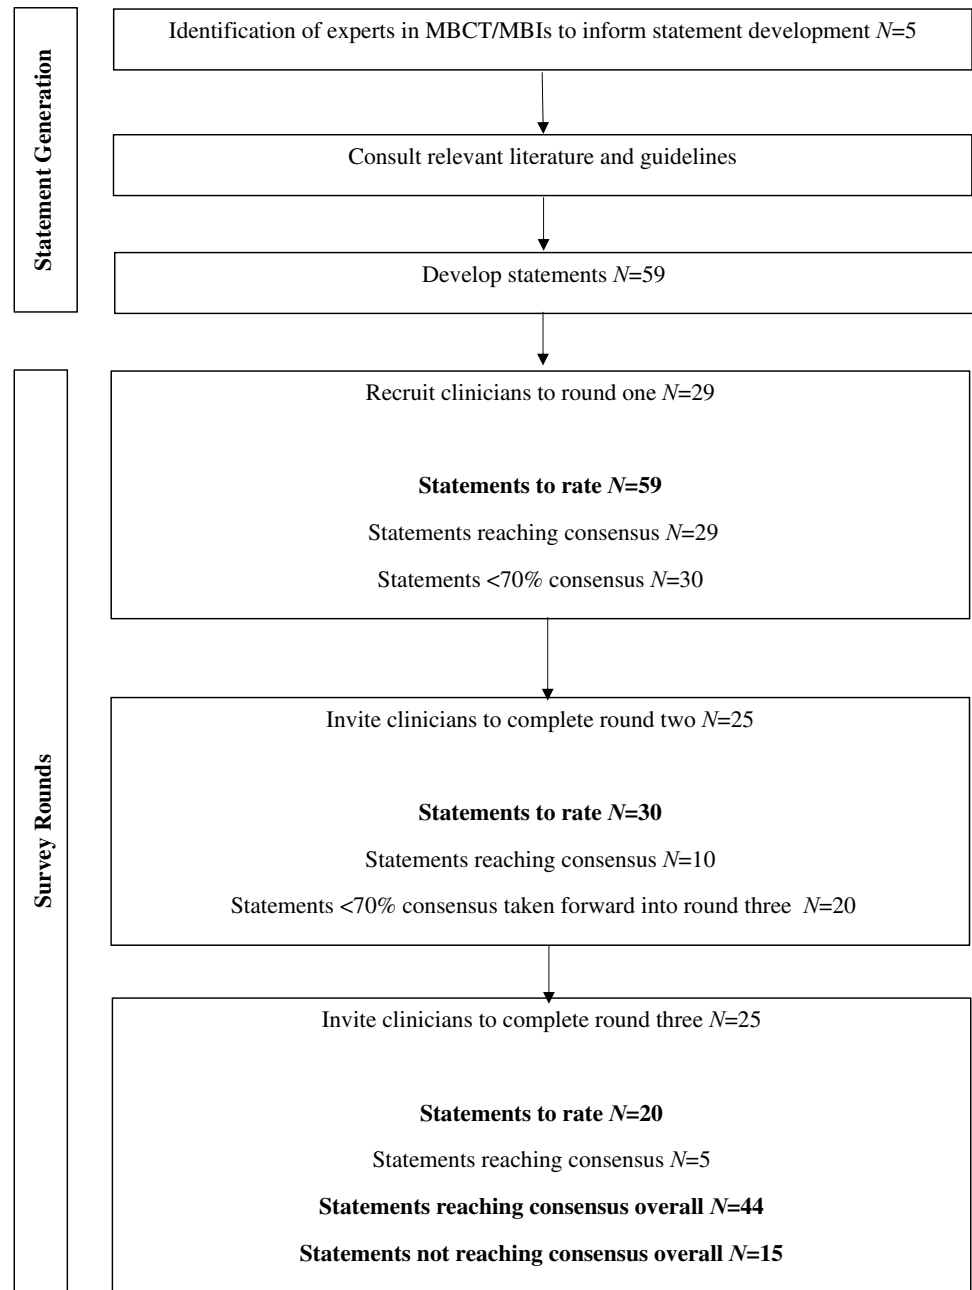 Statement Generation
Identification of experts in MBCT/MBIs to inform statement development N=5
Consult relevant literature and guidelines
Develop statements N=59
Survey Rounds
Recruit clinicians to round one N=29
Statements to rate N=59
Statements reaching consensus N=29
Statements <70% consensus N=30
Invite clinicians to complete round two N=25
Statements to rate N=30
Statements reaching consensus N=10
Statements <70% consensus taken forward into round three N=20
Invite clinicians to complete round three N=25
Statements to rate N=20
Statements reaching consensus N=5
Statements reaching consensus overall N=44
Statements not reaching consensus overall N=15